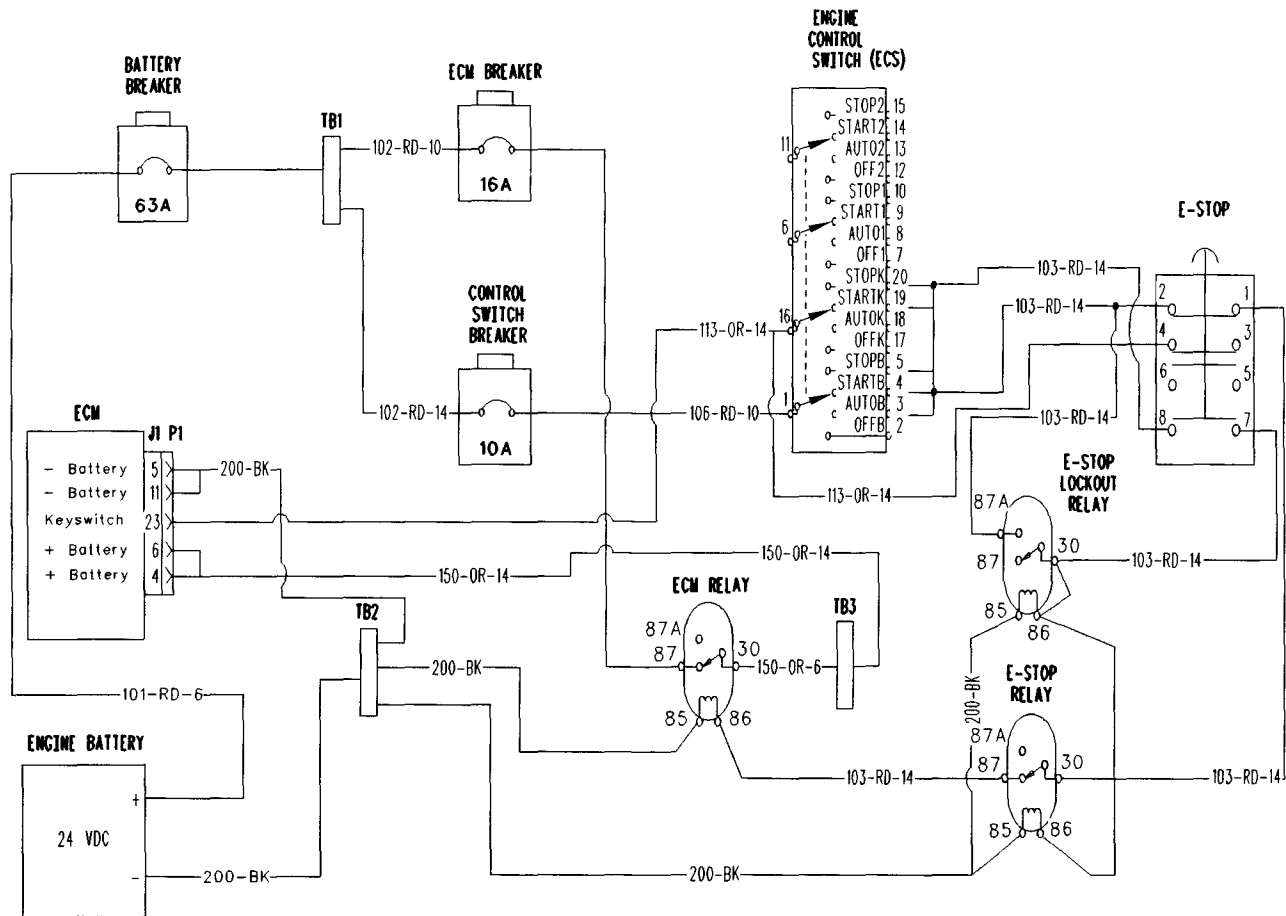 ENGINE
CONTROL
SWITCH (ECS)
BATTERY
BREAKER
63A
TB1
ECM BREAKER
102-RD-10
16A
STOP2 15
START2 14
11 AUTO2 13
OFF2 12
STOP1 10
START1 9
6 AUTO1 8
OFF1 7
STOPK 20
STARTK 19
16 AUTOK 18
OFFK 17
STOPB 5
STARTB 4
1 AUTOB 3
OFFB 2
E-STOP
103-RD-14
103-RD-14
2 1
4 3
6 5
8 7
CONTROL
SWITCH
BREAKER
113-OR-14
102-RD-14
10A
106-RD-10
103-RD-14
113-OR-14
ECM
J1 P1
- Battery 5
- Battery 11
Keyswitch 23
+ Battery 6
+ Battery 4
200-BK
150-OR-14
150-OR-14
E-STOP
LOCKOUT
RELAY
87A
87
30
103-RD-14
85
86
TB2
200-BK
ECM RELAY
87A
87
30
150-OR-6
TB3
85
86
E-STOP
RELAY
200-BK
87A
87
30
103-RD-14
103-RD-14
85
86
101-RD-6
ENGINE BATTERY
+
24 VDC
-
200-BK
200-BK